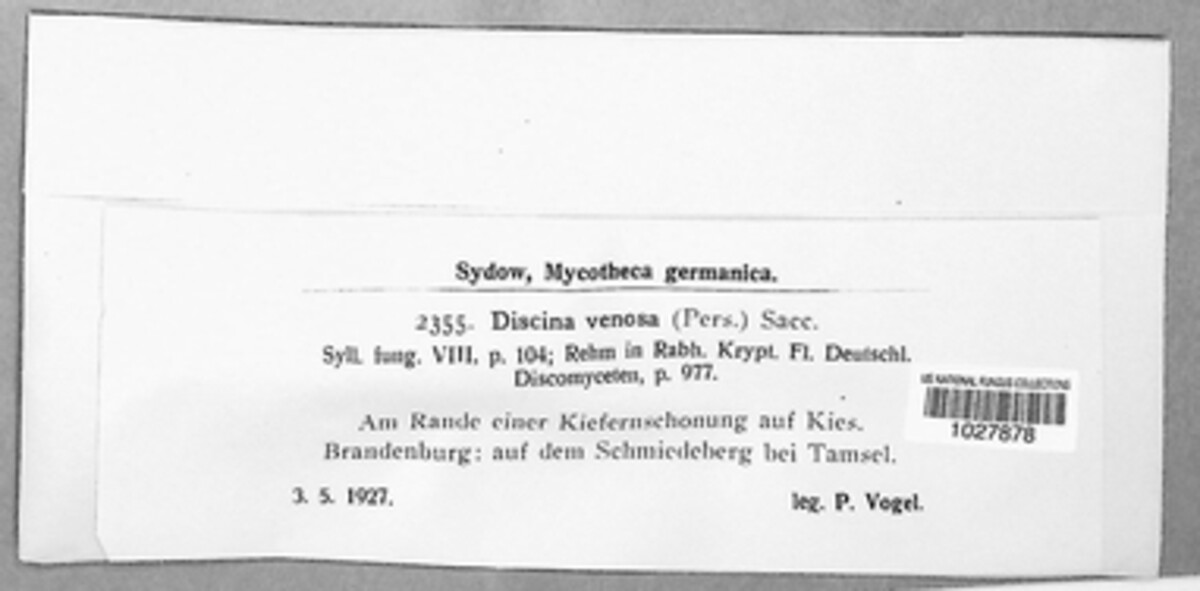 Sydow, Mycotheca germanica.
2355. Discina venosa (Pers.) Sacc.
Syll. fung. VIII, p. 104; Rehm in Rabh. Krypt. Fl. Deutschl.
Discomyceten, p. 977.
Am Rande einer Kiefernschonung auf Kies.
Brandenburg: auf dem Schmiedeberg bei Tamsel.
3. 5. 1927. leg. P. Vogel.
US NATIONAL FUNGUS COLLECTIONS
1027878